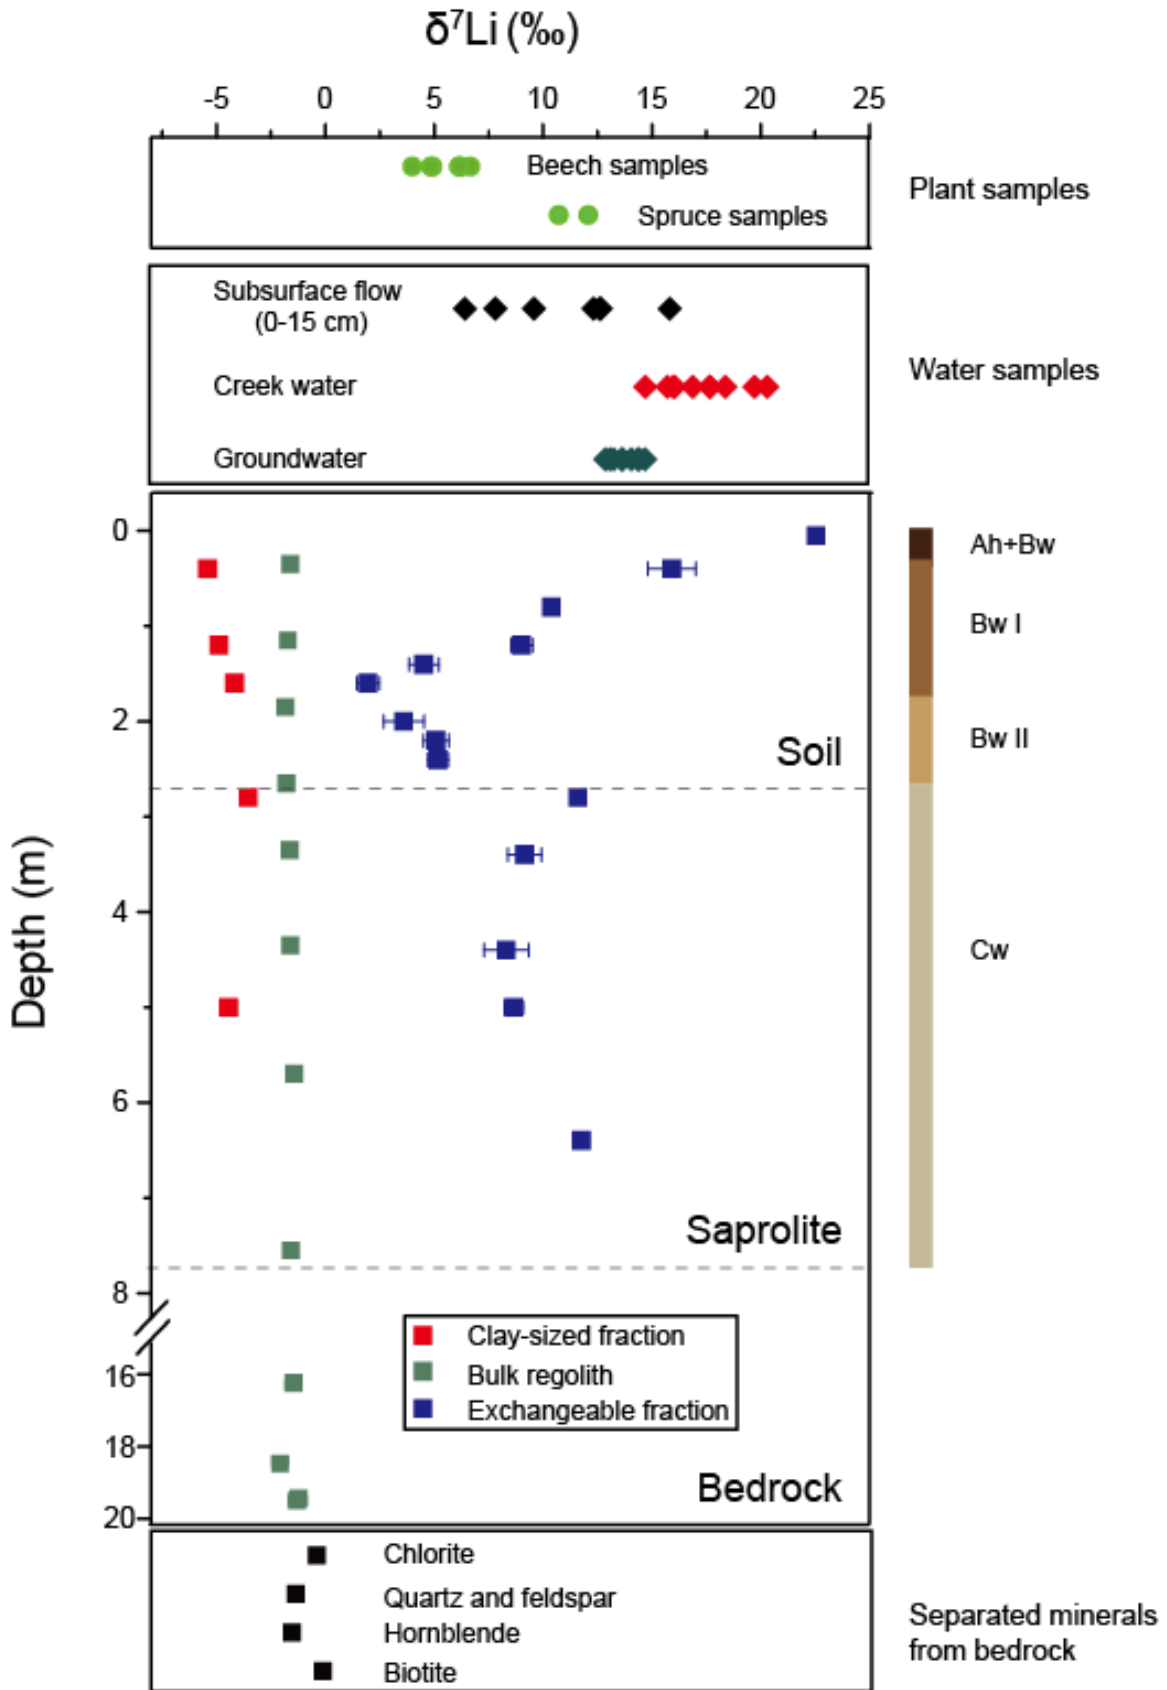 δ⁷Li (‰)
-5 0 5 10 15 20 25
Beech samples
Spruce samples
Plant samples
Subsurface flow
(0-15 cm)
Creek water
Groundwater
Water samples
Depth (m)
0
2
4
6
8
16
18
20
Soil
Saprolite
Bedrock
Ah+Bw
Bw I
Bw II
Cw
Clay-sized fraction
Bulk regolith
Exchangeable fraction
Chlorite
Quartz and feldspar
Hornblende
Biotite
Separated minerals
from bedrock